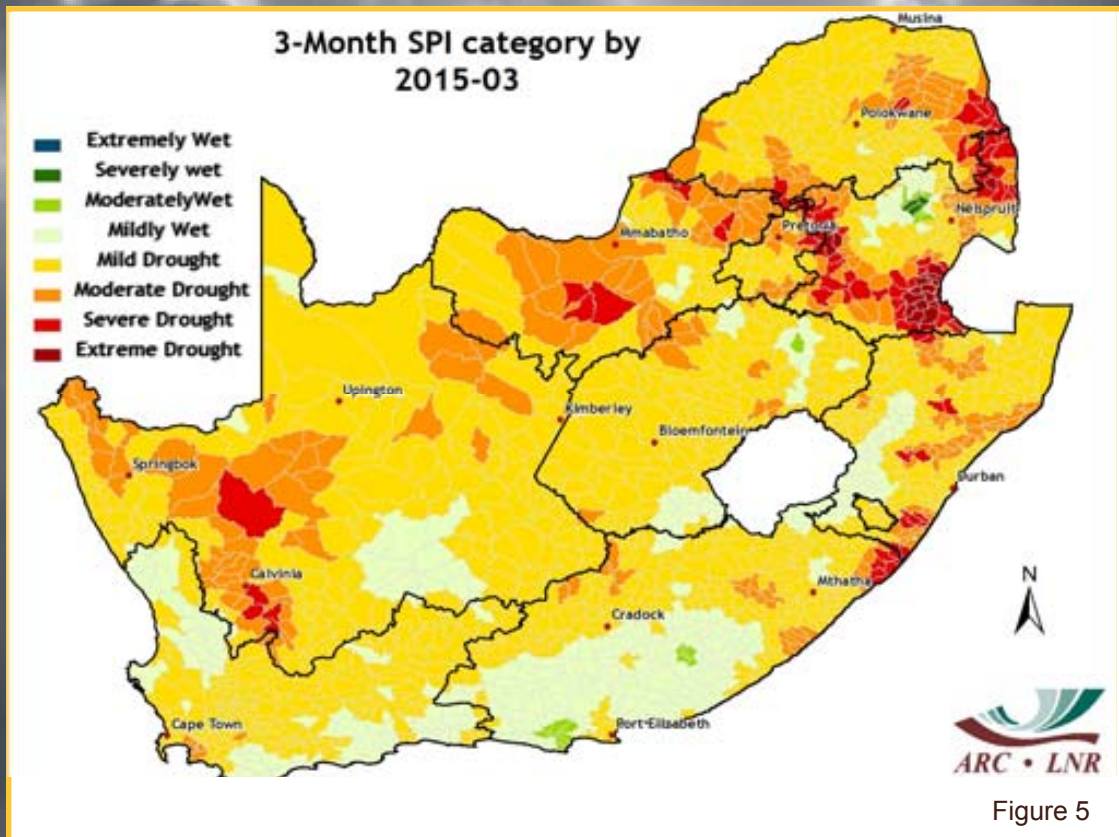 3-Month SPI category by
2015-03
Extremely Wet
Severely wet
ModeratelyWet
Mildly Wet
Mild Drought
Moderate Drought
Severe Drought
Extreme Drought
Musina
Polokwane
Nelspruit
Pretoria
Mmabatho
Upington
Kimberley
Bloemfontein
Springbok
Durban
Calvinia
Mthatha
N
Cradock
Cape Town
Port Elizabeth
ARC • LNR
Figure 5